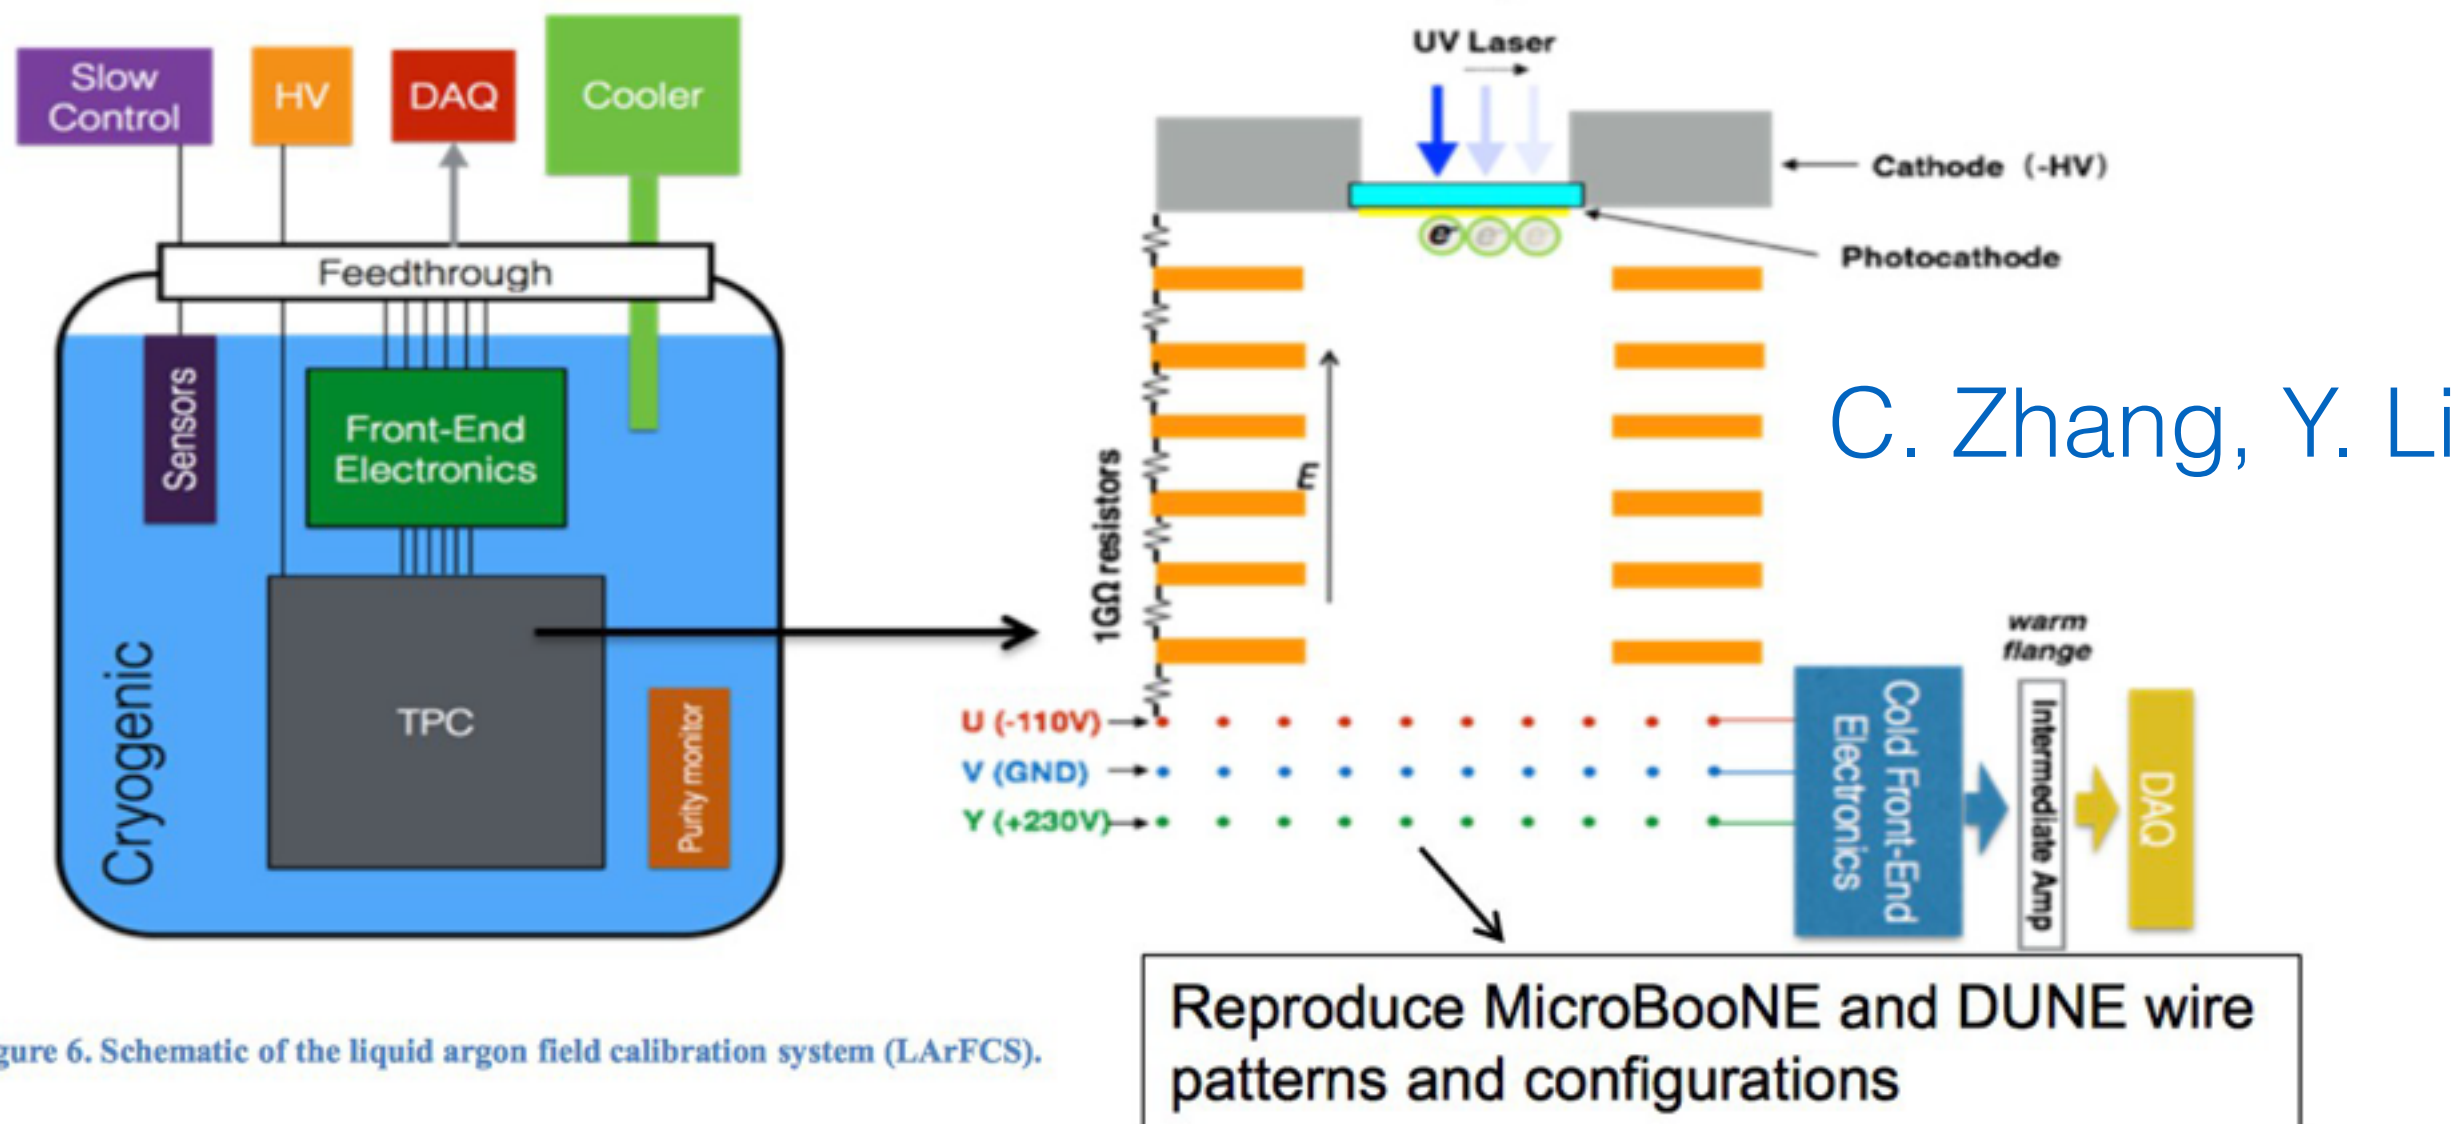 Slow
Control
HV
DAQ
Cooler
Feedthrough
Sensors
Front-End
Electronics
Cryogenic
TPC
Purity monitor
UV Laser
Cathode (-HV)
Photocathode
e⁻ e⁻ e⁻
E
1GΩ resistors
C. Zhang, Y. Li
U (-110V)
V (GND)
Y (+230V)
Cold Front-End
Electronics
warm
flange
Intermediate Amp
DAQ
Reproduce MicroBooNE and DUNE wire
patterns and configurations
gure 6. Schematic of the liquid argon field calibration system (LArFCS).